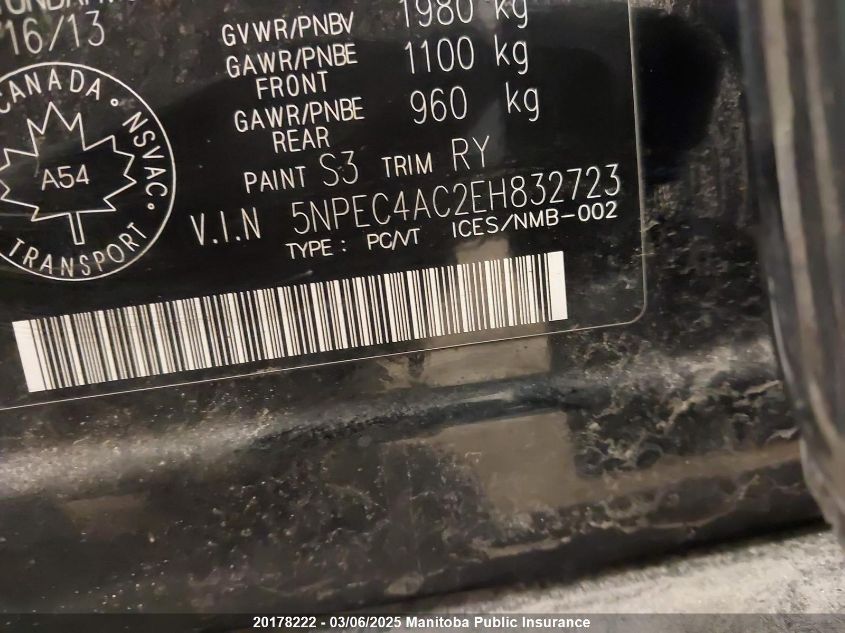 16/13
GVWR/PNBV 1980 kg
GAWR/PNBE FRONT 1100 kg
GAWR/PNBE REAR 960 kg
PAINT S3 TRIM RY
V.I.N 5NPEC4AC2EH832723
TYPE : PC/VT ICES/NMB-002
CANADA · NSVAC · TRANSPORT
A54
20178222 - 03/06/2025 Manitoba Public Insurance